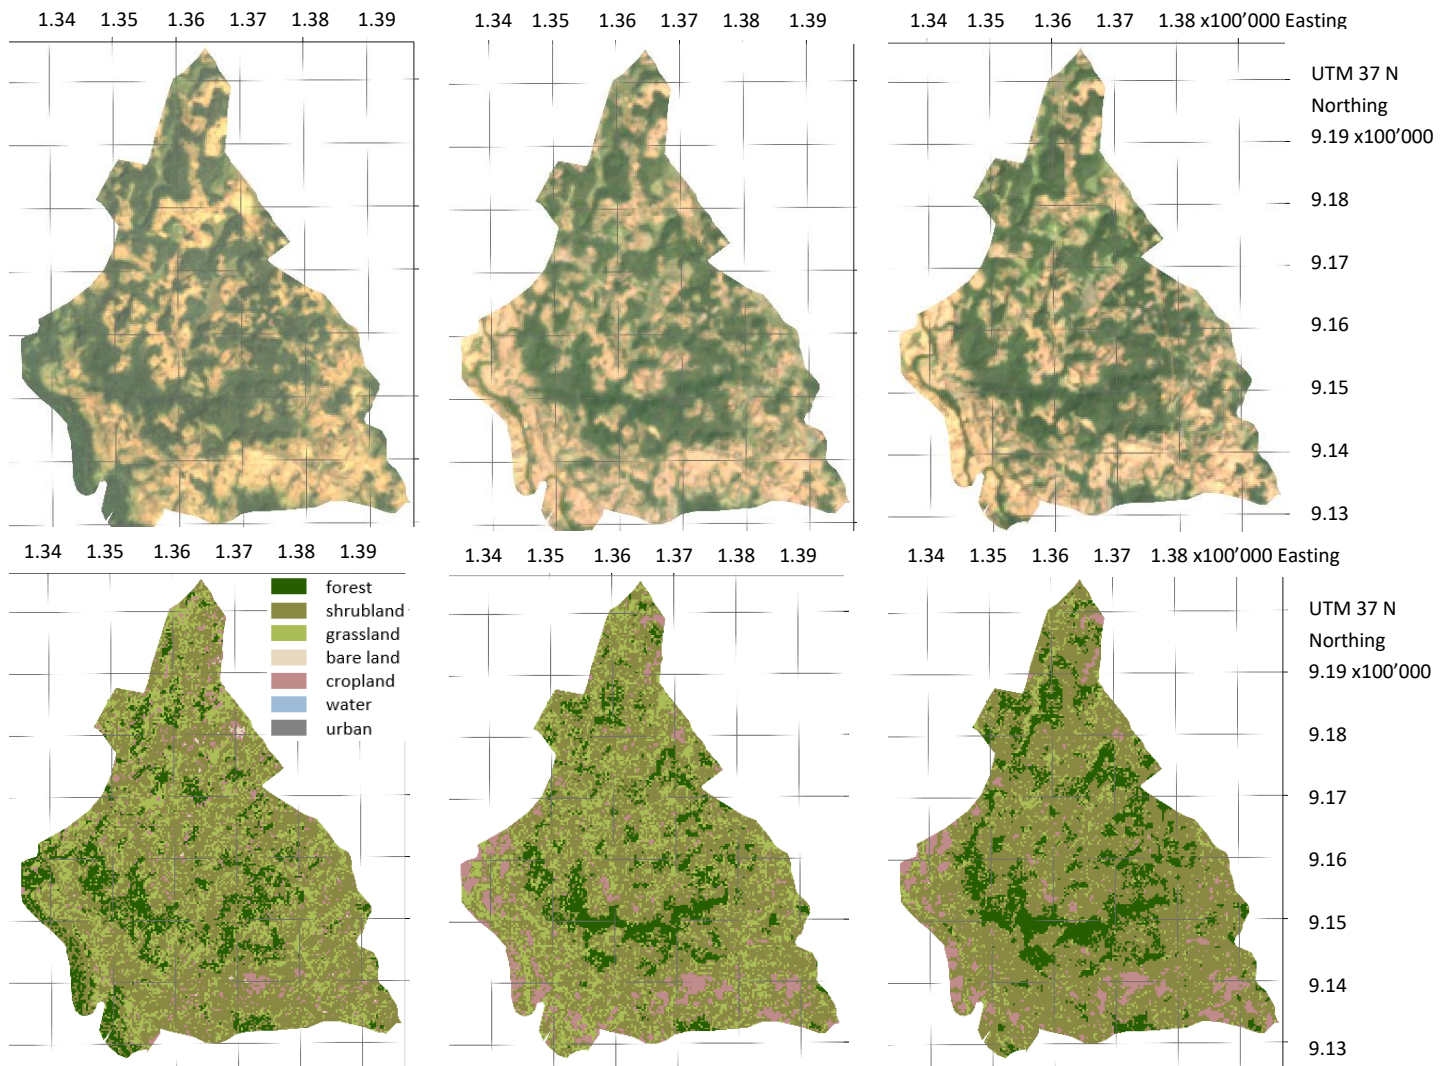 1.34 1.35 1.36 1.37 1.38 1.39
1.34 1.35 1.36 1.37 1.38 1.39
1.34 1.35 1.36 1.37 1.38 x100’000 Easting
UTM 37 N
Northing
9.19 x100’000
9.18
9.17
9.16
9.15
9.14
9.13
1.34 1.35 1.36 1.37 1.38 1.39
1.34 1.35 1.36 1.37 1.38 1.39
1.34 1.35 1.36 1.37 1.38 x100’000 Easting
forest
shrubland
grassland
bare land
cropland
water
urban
UTM 37 N
Northing
9.19 x100’000
9.18
9.17
9.16
9.15
9.14
9.13